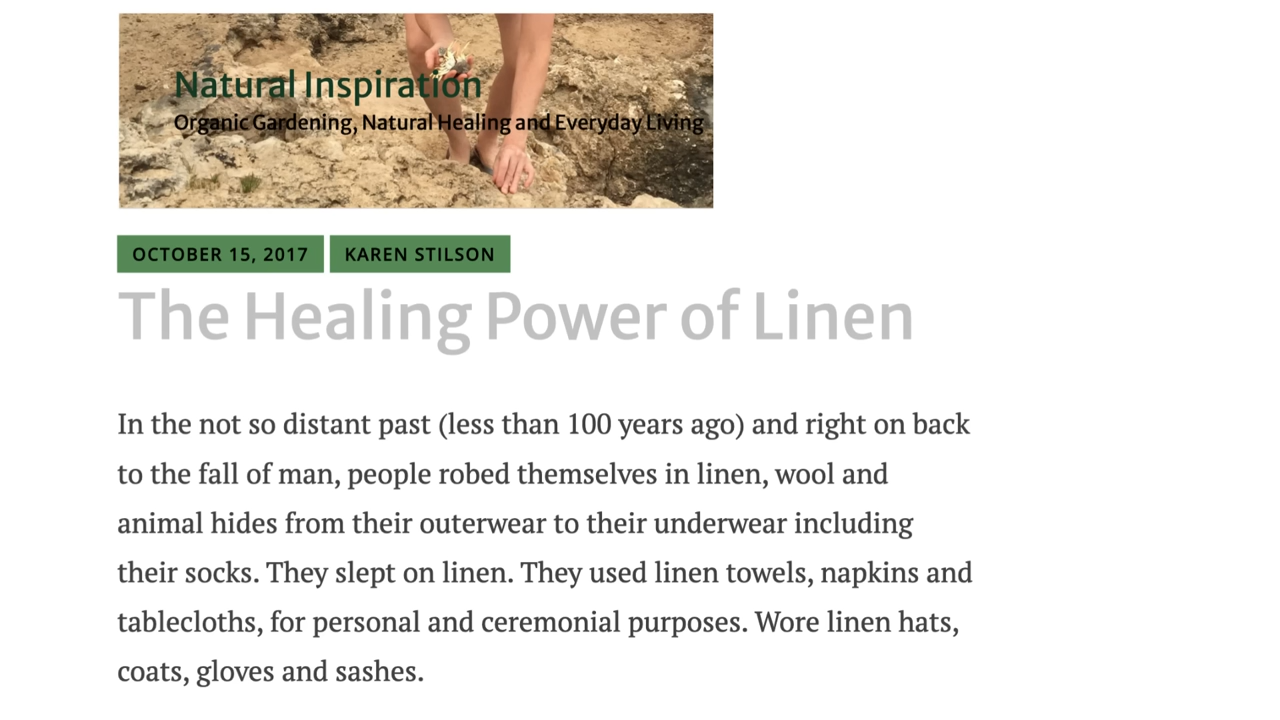 Natural Inspiration
Organic Gardening, Natural Healing and Everyday Living
OCTOBER 15, 2017 KAREN STILSON
The Healing Power of Linen
In the not so distant past (less than 100 years ago) and right on back
to the fall of man, people robed themselves in linen, wool and
animal hides from their outerwear to their underwear including
their socks. They slept on linen. They used linen towels, napkins and
tablecloths, for personal and ceremonial purposes. Wore linen hats,
coats, gloves and sashes.